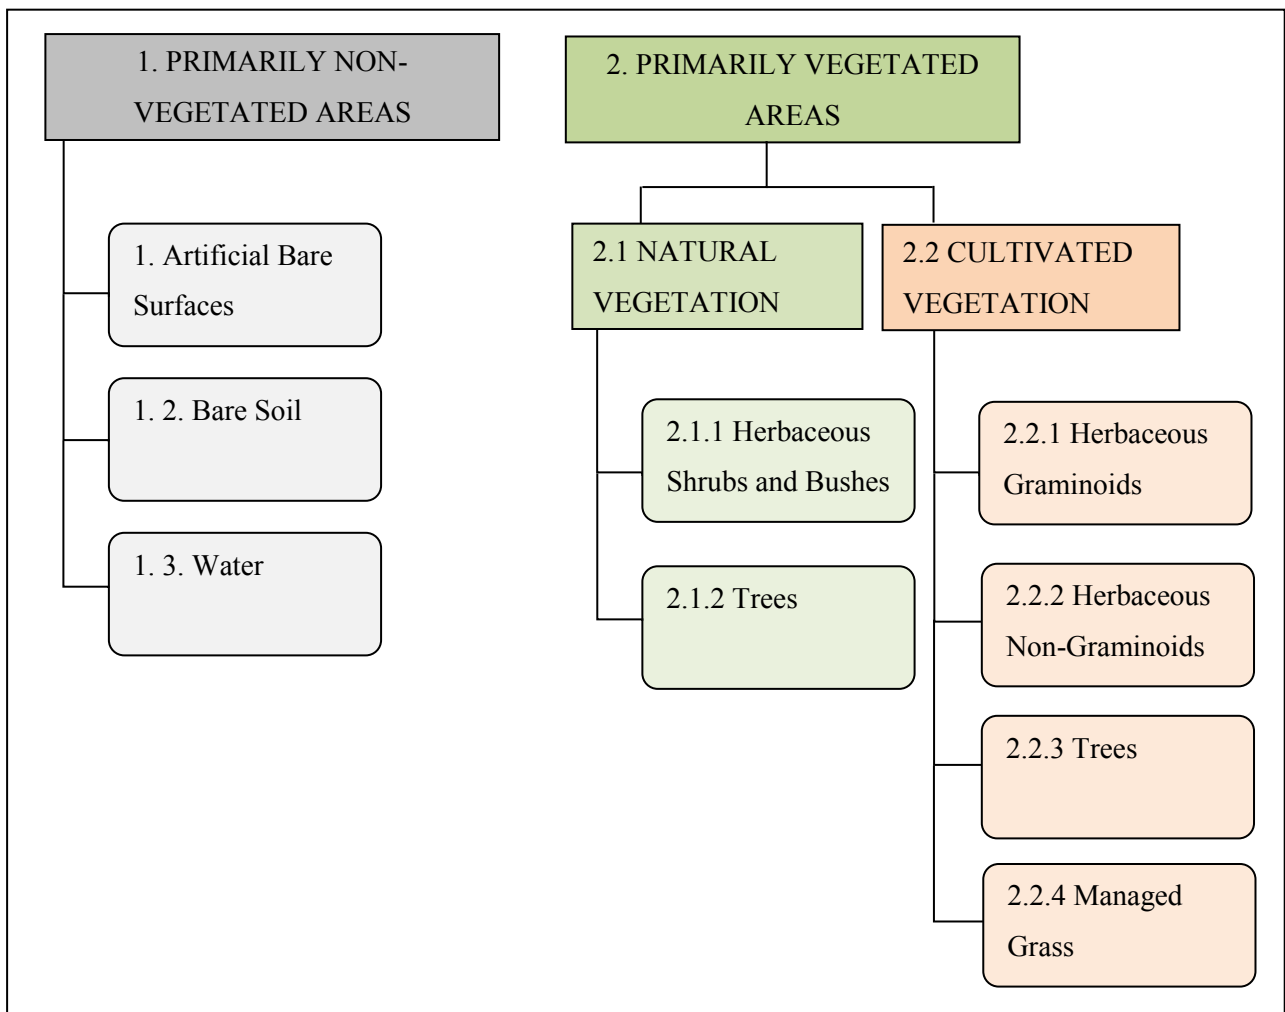 1. PRIMARILY NON-
VEGETATED AREAS
1. Artificial Bare
Surfaces
1. 2. Bare Soil
1. 3. Water
2. PRIMARILY VEGETATED
AREAS
2.1 NATURAL
VEGETATION
2.1.1 Herbaceous
Shrubs and Bushes
2.1.2 Trees
2.2 CULTIVATED
VEGETATION
2.2.1 Herbaceous
Graminoids
2.2.2 Herbaceous
Non-Graminoids
2.2.3 Trees
2.2.4 Managed
Grass